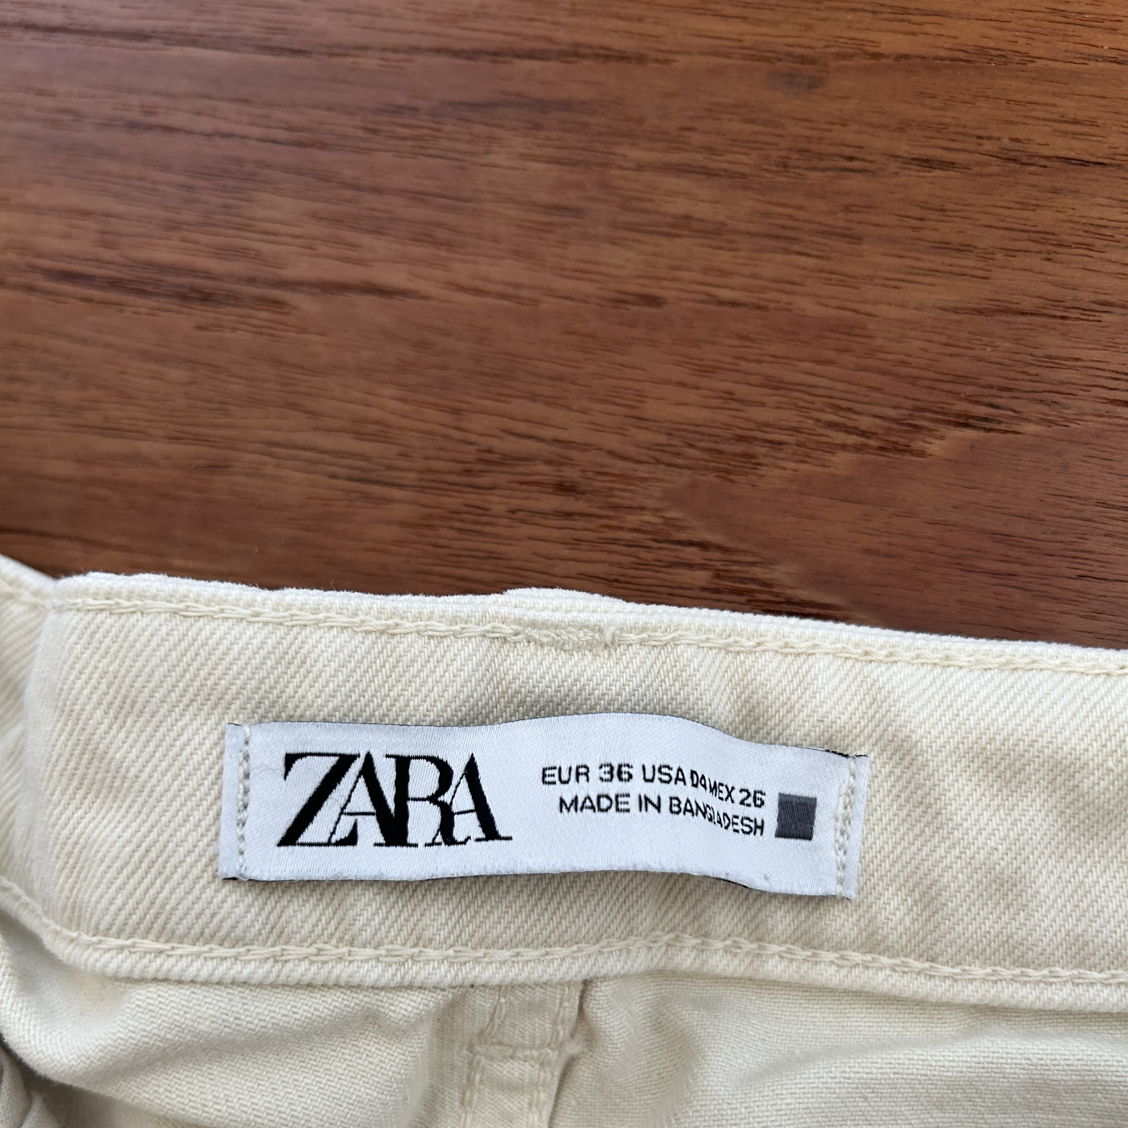 ZARA
EUR 36 USA 04 MEX 26
MADE IN BANGLADESH